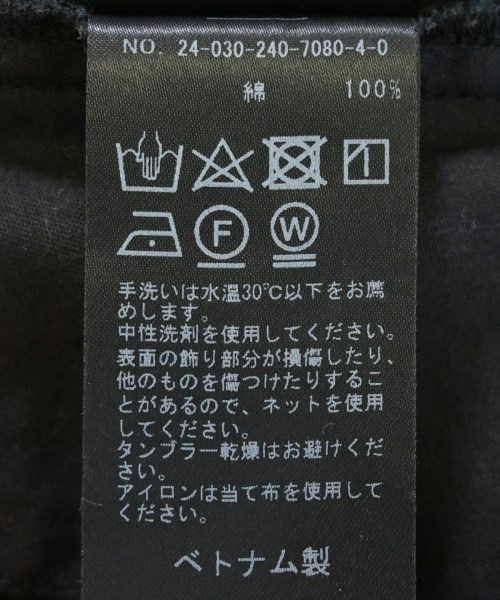 NO. 24-030-240-7080-4-0
綿 100%
F W
手洗いは水温30℃以下をお薦
めします。
中性洗剤を使用してください。
表面の飾り部分が損傷したり、
他のものを傷つけたりするこ
とがあるので、ネットを使用
してください。
タンブラー乾燥はお避けくだ
さい。
アイロンは当て布を使用して
ください。
ベトナム製